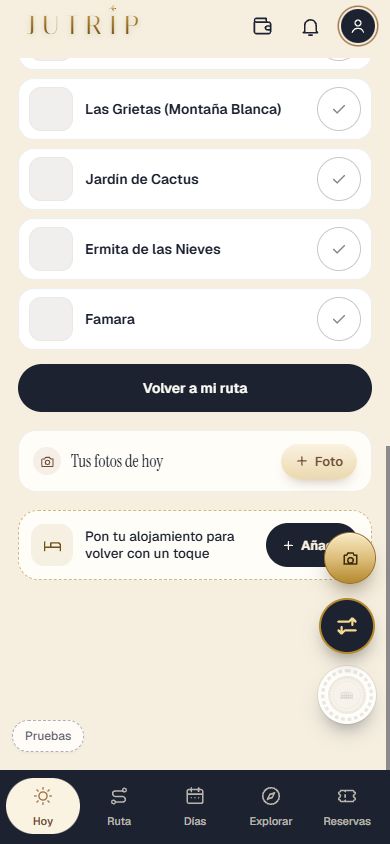 JUTRIP
Las Grietas (Montaña Blanca)
Jardín de Cactus
Ermita de las Nieves
Famara
Volver a mi ruta
Tus fotos de hoy
+ Foto
Pon tu alojamiento para
volver con un toque
Pruebas
Hoy
Ruta
Días
Explorar
Reservas